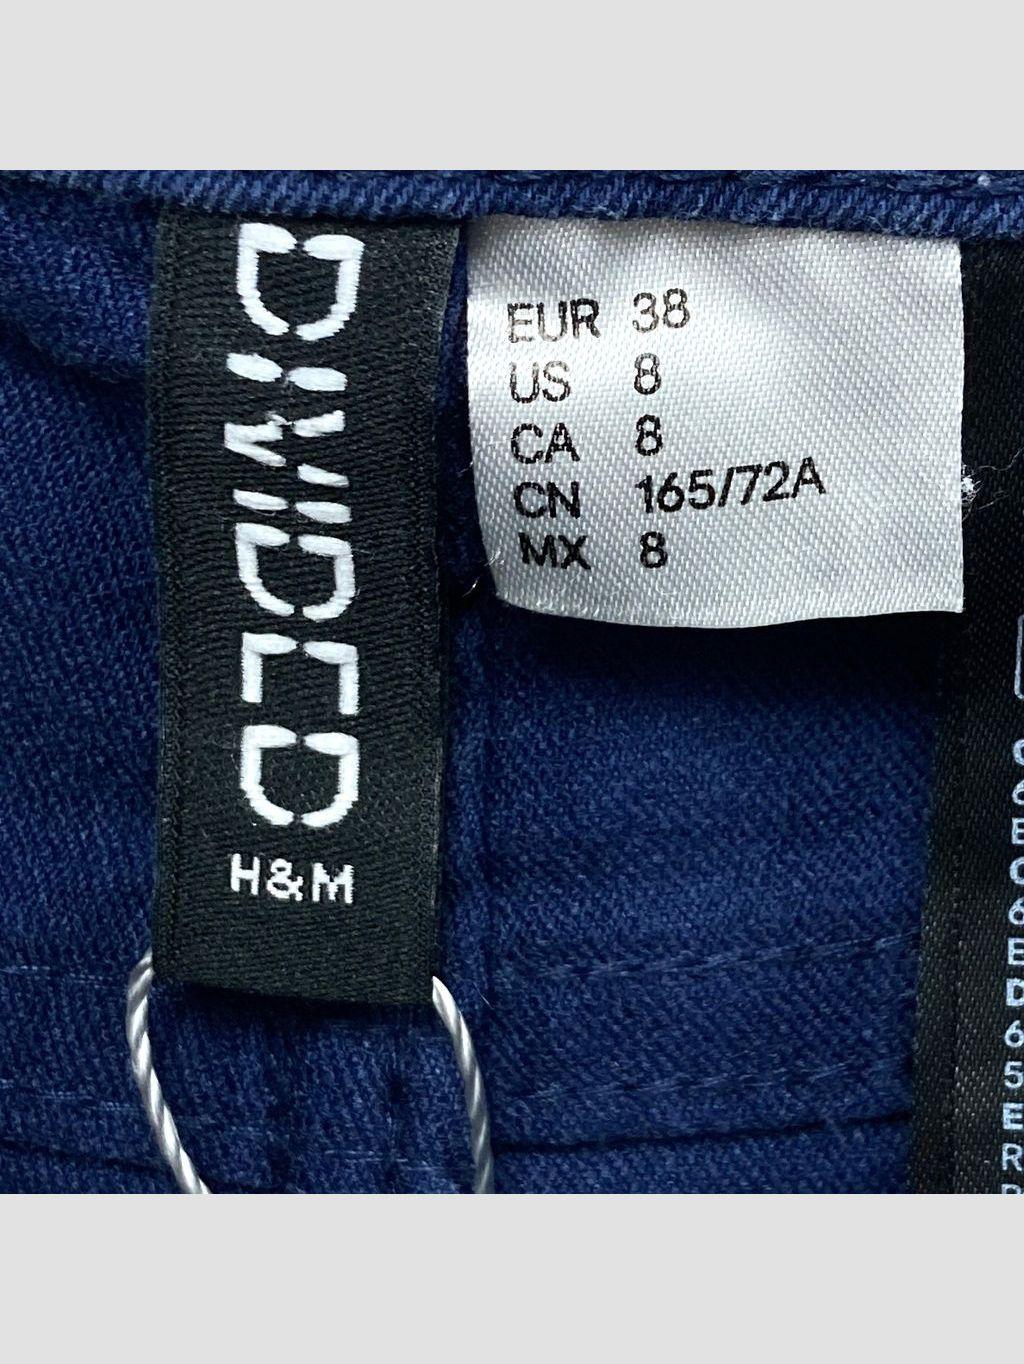 DIVIDED
H&M
EUR 38
US 8
CA 8
CN 165/72A
MX 8